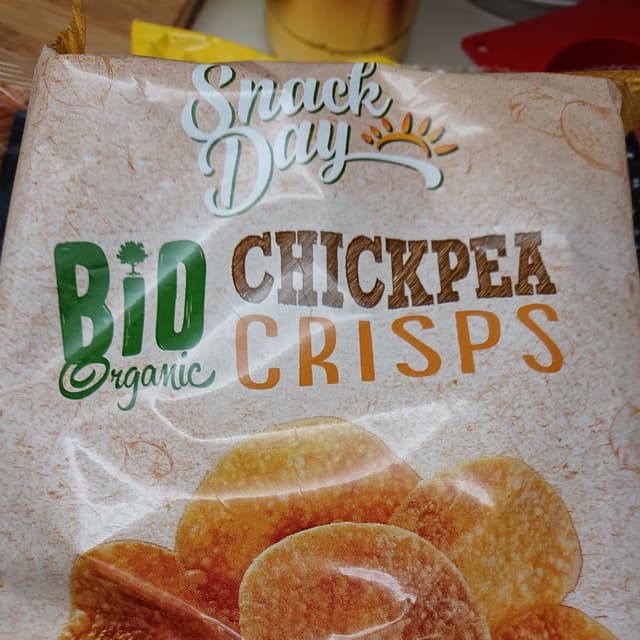 Snack
Day
BiO
Organic
CHICKPEA
CRISPS